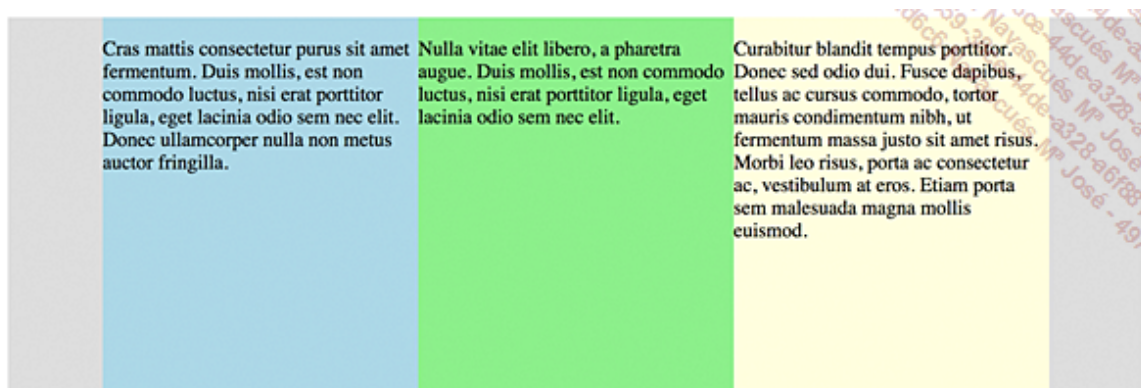 Cras mattis consectetur purus sit amet
fermentum. Duis mollis, est non
commodo luctus, nisi erat porttitor
ligula, eget lacinia odio sem nec elit.
Donec ullamcorper nulla non metus
auctor fringilla.
Nulla vitae elit libero, a pharetra
augue. Duis mollis, est non commodo
luctus, nisi erat porttitor ligula, eget
lacinia odio sem nec elit.
Curabitur blandit tempus porttitor.
Donec sed odio dui. Fusce dapibus,
tellus ac cursus commodo, tortor
mauris condimentum nibh, ut
fermentum massa justo sit amet risus.
Morbi leo risus, porta ac consectetur
ac, vestibulum at eros. Etiam porta
sem malesuada magna mollis
euismod.